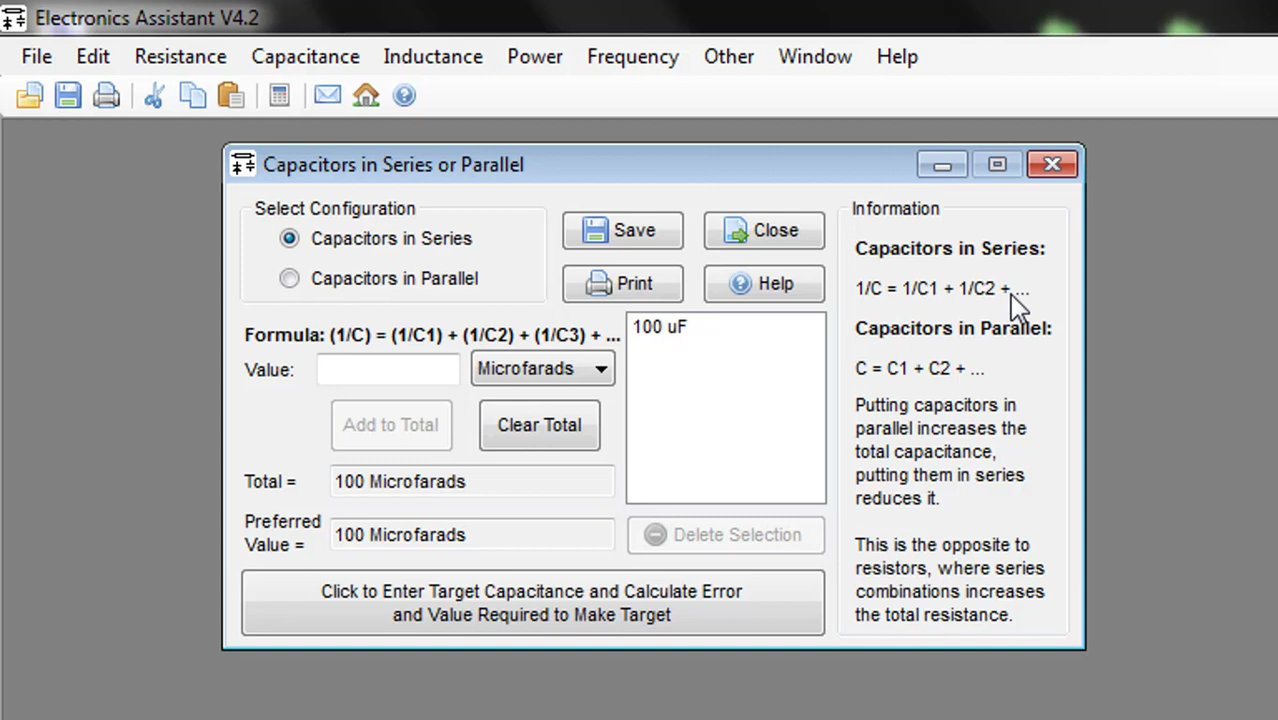 Electronics Assistant V4.2
File Edit Resistance Capacitance Inductance Power Frequency Other Window Help
Capacitors in Series or Parallel
Select Configuration
Capacitors in Series
Capacitors in Parallel
Save
Close
Print
Help
Formula: (1/C) = (1/C1) + (1/C2) + (1/C3) + ...
Value:
Microfarads
Add to Total
Clear Total
100 uF
Total =
100 Microfarads
Preferred
Value =
100 Microfarads
Delete Selection
Click to Enter Target Capacitance and Calculate Error
and Value Required to Make Target
Information
Capacitors in Series:
1/C = 1/C1 + 1/C2 + ...
Capacitors in Parallel:
C = C1 + C2 + ...
Putting capacitors in
parallel increases the
total capacitance,
putting them in series
reduces it.
This is the opposite to
resistors, where series
combinations increases
the total resistance.